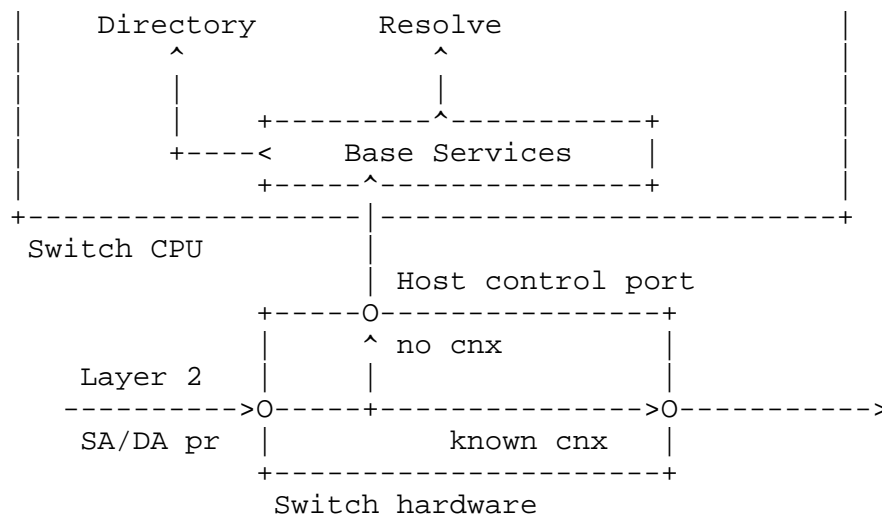 Directory Resolve
Base Services
Switch CPU
Host control port
no cnx
Layer 2
SA/DA pr known cnx
Switch hardware